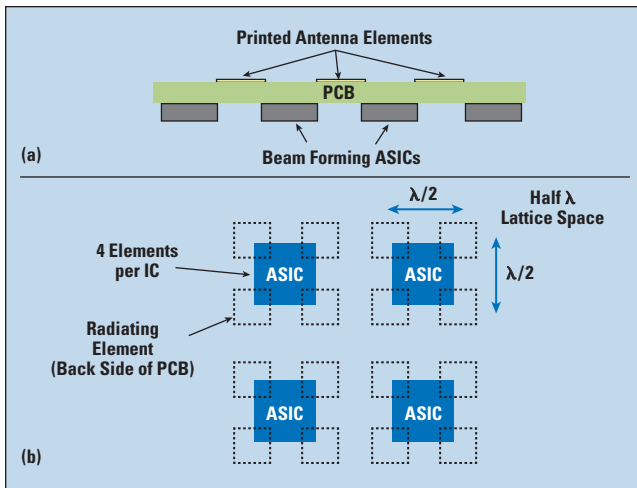 Printed Antenna Elements
PCB
Beam Forming ASICs
(a)
λ/2
Half λ
Lattice Space
4 Elements
per IC
ASIC
ASIC
λ/2
Radiating
Element
(Back Side of PCB)
ASIC
ASIC
(b)